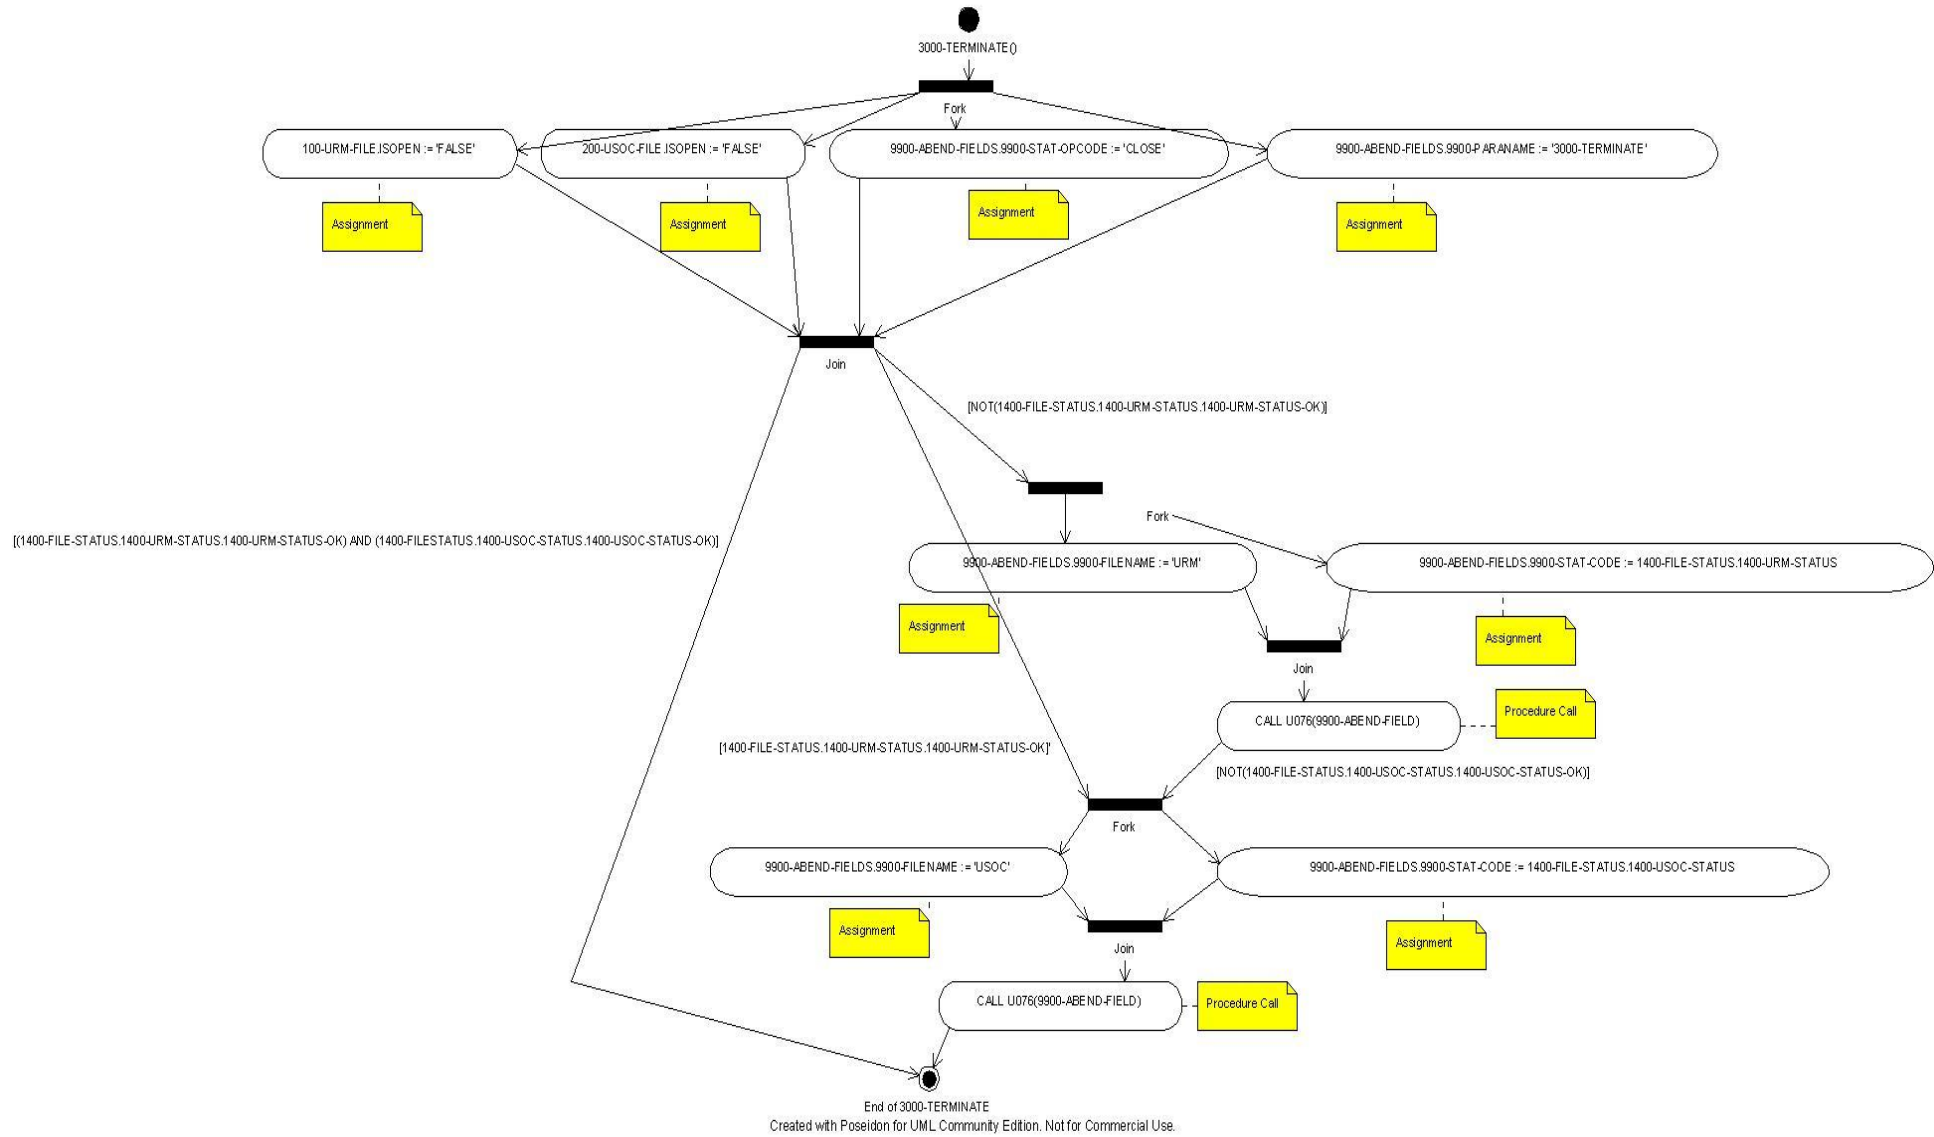 3000-TERMINATE()
Fork
100-URM-FILE.ISOPEN := 'FALSE'
200-USOC-FILE.ISOPEN := 'FALSE'
9900-ABEND-FIELDS.9900-STAT-OPCODE := 'CLOSE'
9900-ABEND-FIELDS.9900-PARANAME := '3000-TERMINATE'
Assignment
Assignment
Assignment
Assignment
Join
[NOT(1400-FILE-STATUS.1400-URM-STATUS.1400-URM-STATUS-OK)]
Fork
[(1400-FILE-STATUS.1400-URM-STATUS.1400-URM-STATUS-OK) AND (1400-FILESTATUS.1400-USOC-STATUS.1400-USOC-STATUS-OK)]
9900-ABEND-FIELDS.9900-FILENAME := 'URM'
9900-ABEND-FIELDS.9900-STAT-CODE := 1400-FILE-STATUS.1400-URM-STATUS
Assignment
Assignment
Join
Procedure Call
CALL U076(9900-ABEND-FIELD)
[1400-FILE-STATUS.1400-URM-STATUS.1400-URM-STATUS-OK]'
[NOT(1400-FILE-STATUS.1400-USOC-STATUS.1400-USOC-STATUS-OK)]
Fork
9900-ABEND-FIELDS.9900-FILENAME := 'USOC'
9900-ABEND-FIELDS.9900-STAT-CODE := 1400-FILE-STATUS.1400-USOC-STATUS
Assignment
Assignment
Join
CALL U076(9900-ABEND-FIELD)
Procedure Call
End of 3000-TERMINATE
Created with Poseidon for UML Community Edition. Not for Commercial Use.